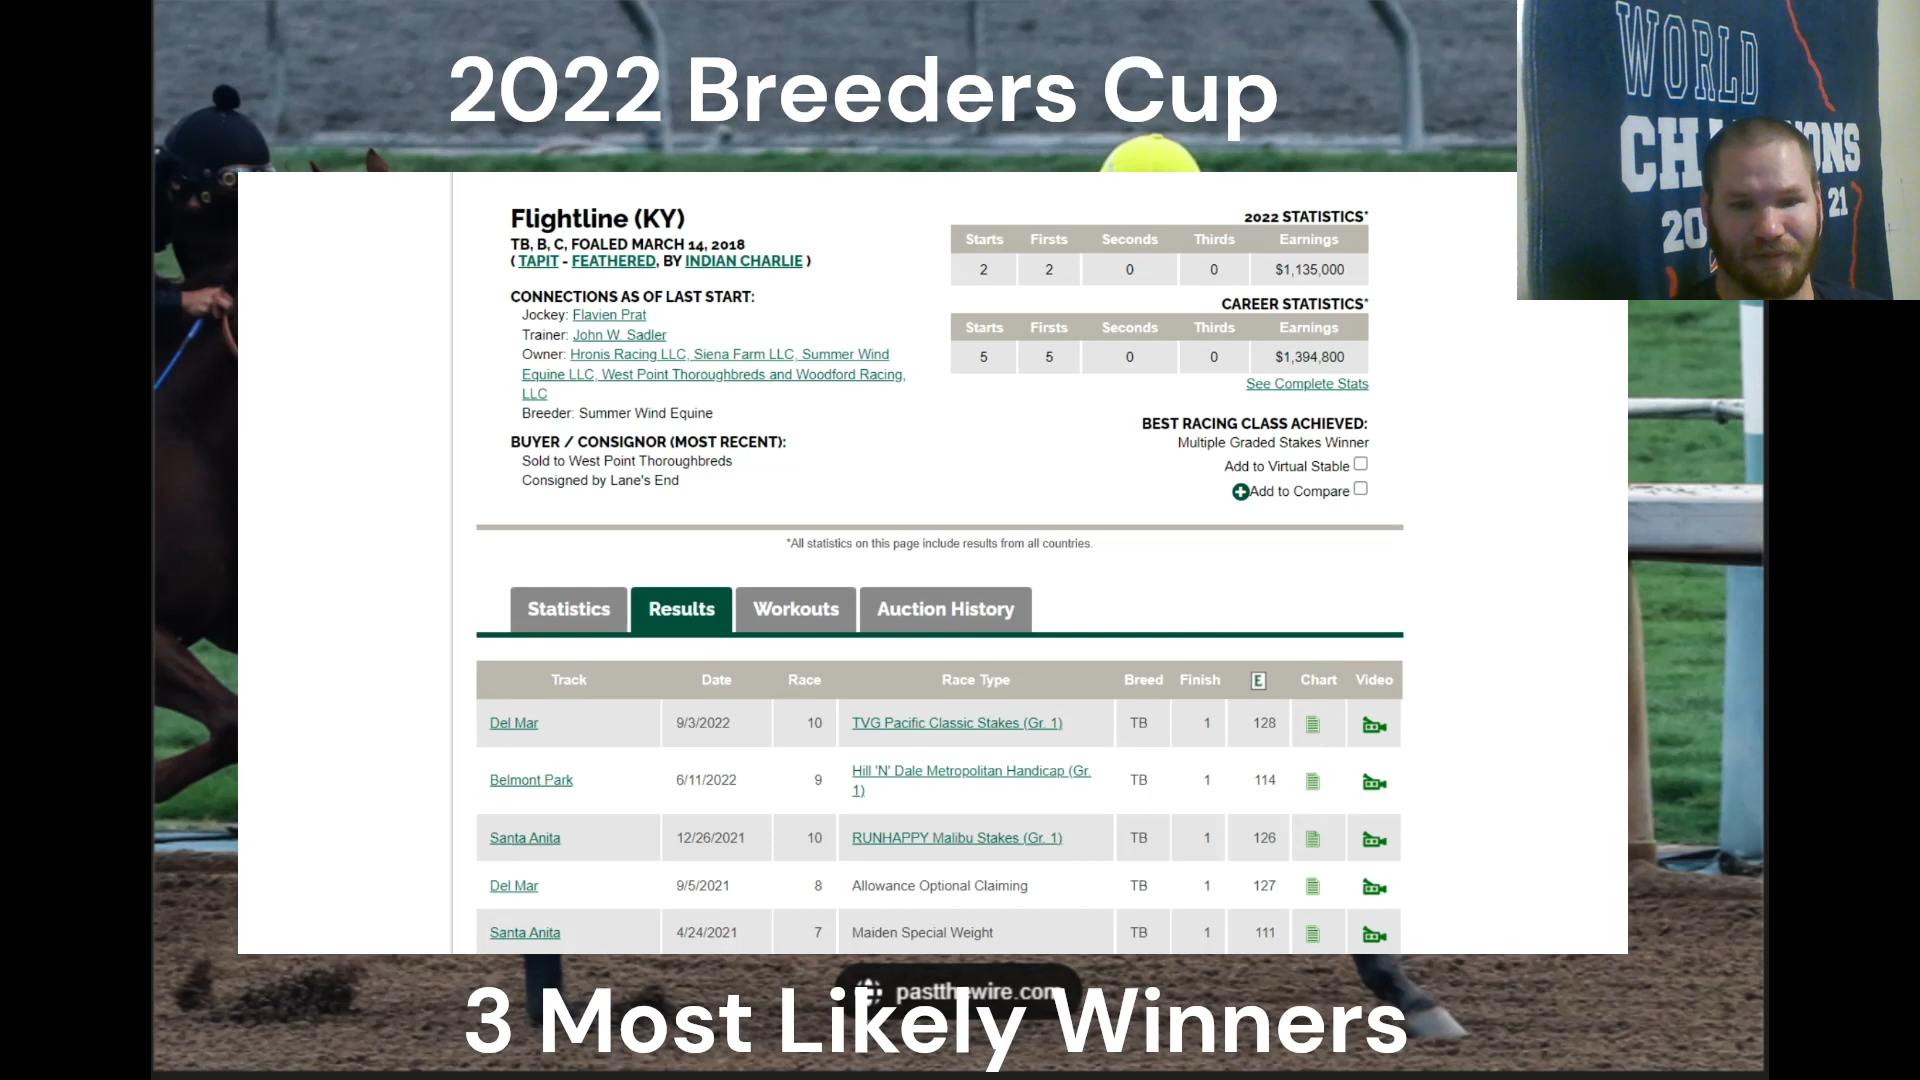 2022 Breeders Cup
WORLD
CH ONS
20 21
Flightline (KY)
TB, B, C, FOALED MARCH 14, 2018
( TAPIT - FEATHERED, BY INDIAN CHARLIE )
CONNECTIONS AS OF LAST START:
Jockey: Flavien Prat
Trainer: John W. Sadler
Owner: Hronis Racing LLC, Siena Farm LLC, Summer Wind
Equine LLC, West Point Thoroughbreds and Woodford Racing,
LLC
Breeder: Summer Wind Equine
BUYER / CONSIGNOR (MOST RECENT):
Sold to West Point Thoroughbreds
Consigned by Lane's End
2022 STATISTICS*
Starts Firsts Seconds Thirds Earnings
2 2 0 0 $1,135,000
CAREER STATISTICS*
Starts Firsts Seconds Thirds Earnings
5 5 0 0 $1,394,800
See Complete Stats
BEST RACING CLASS ACHIEVED:
Multiple Graded Stakes Winner
Add to Virtual Stable
Add to Compare
*All statistics on this page include results from all countries.
Statistics Results Workouts Auction History
Track Date Race Race Type Breed Finish E Chart Video
Del Mar 9/3/2022 10 TVG Pacific Classic Stakes (Gr. 1) TB 1 128
Belmont Park 6/11/2022 9 Hill 'N' Dale Metropolitan Handicap (Gr.
1) TB 1 114
Santa Anita 12/26/2021 10 RUNHAPPY Malibu Stakes (Gr. 1) TB 1 126
Del Mar 9/5/2021 8 Allowance Optional Claiming TB 1 127
Santa Anita 4/24/2021 7 Maiden Special Weight TB 1 111
pastthewire.com
3 Most Likely Winners